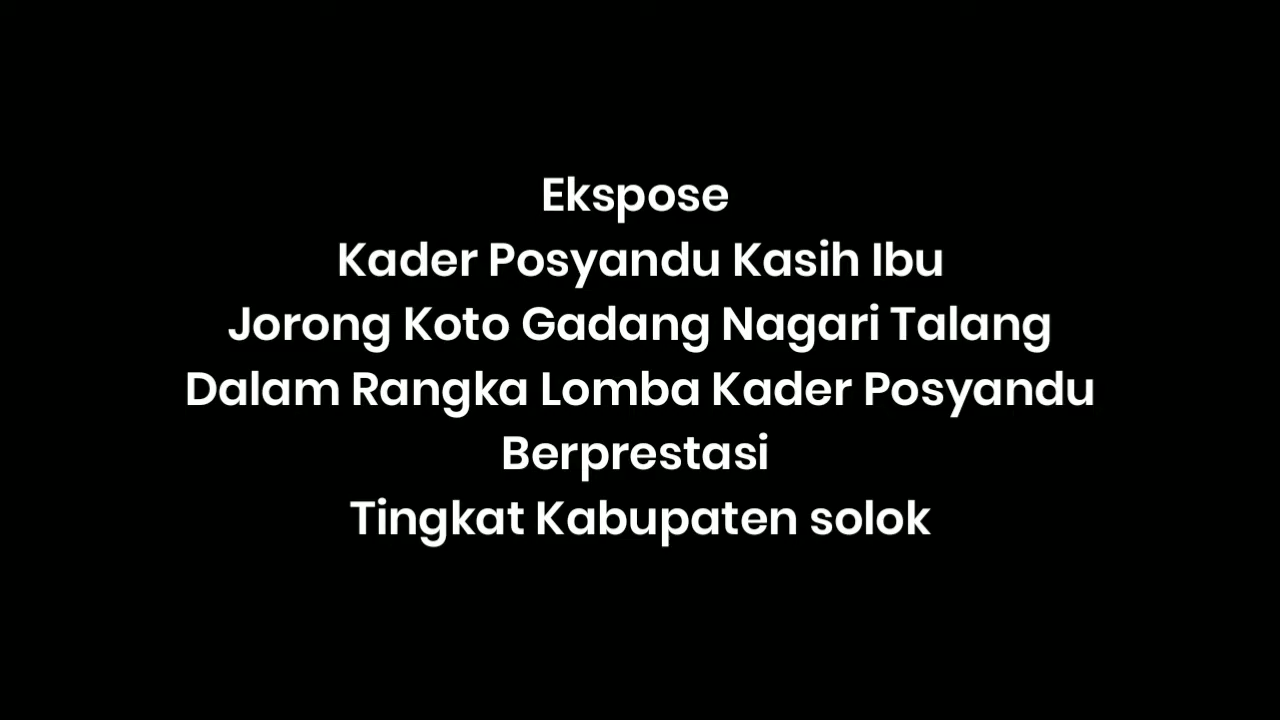 Ekspose
Kader Posyandu Kasih Ibu
Jorong Koto Gadang Nagari Talang
Dalam Rangka Lomba Kader Posyandu
Berprestasi
Tingkat Kabupaten solok